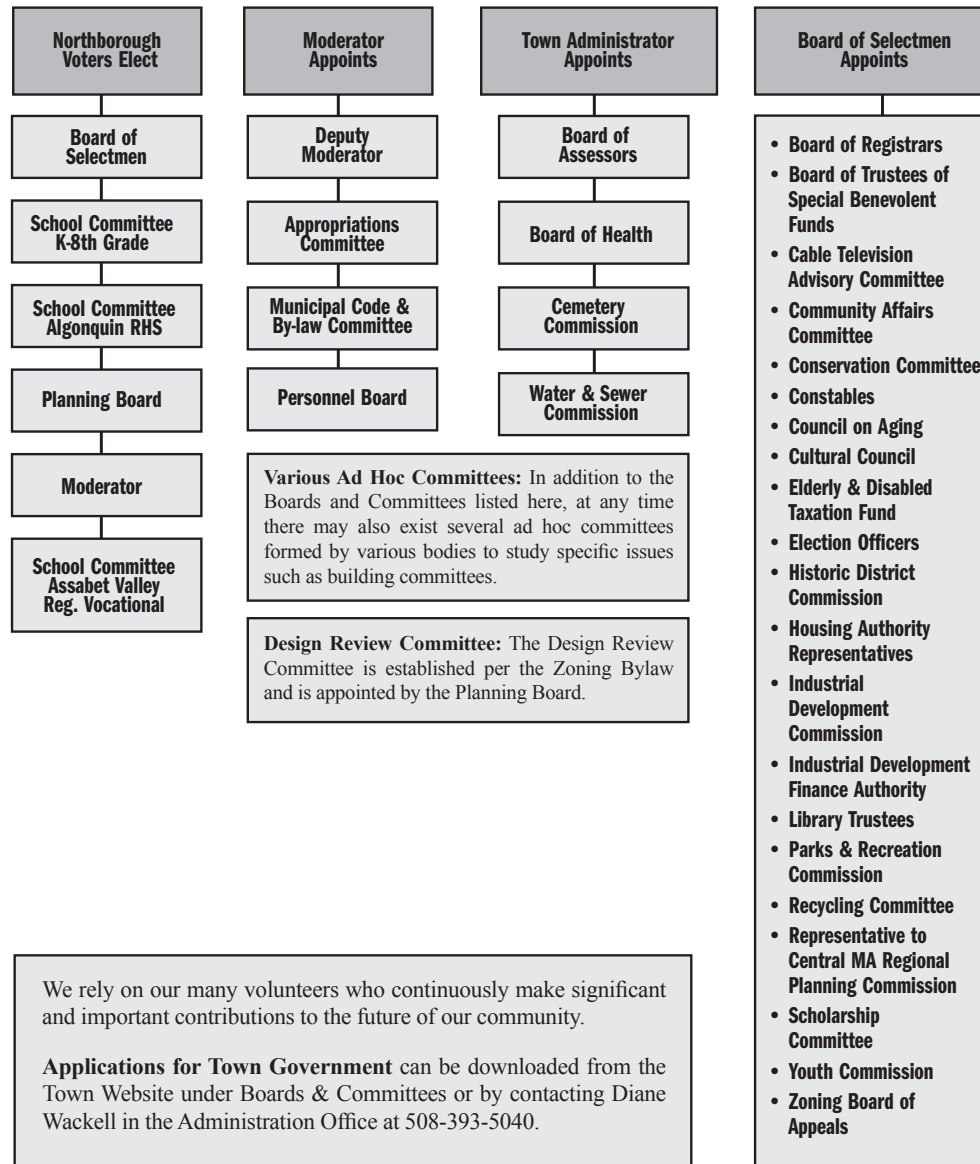 Northborough
Voters Elect
Board of
Selectmen
School Committee
K-8th Grade
School Committee
Algonquin RHS
Planning Board
Moderator
School Committee
Assabet Valley
Reg. Vocational
Moderator
Appoints
Deputy
Moderator
Appropriations
Committee
Municipal Code &
By-law Committee
Personnel Board
Town Administrator
Appoints
Board of
Assessors
Board of Health
Cemetery
Commission
Water & Sewer
Commission
Various Ad Hoc Committees: In addition to the
Boards and Committees listed here, at any time
there may also exist several ad hoc committees
formed by various bodies to study specific issues
such as building committees.
Design Review Committee: The Design Review
Committee is established per the Zoning Bylaw
and is appointed by the Planning Board.
Board of Selectmen
Appoints
• Board of Registrars
• Board of Trustees of
Special Benevolent
Funds
• Cable Television
Advisory Committee
• Community Affairs
Committee
• Conservation Committee
• Constables
• Council on Aging
• Cultural Council
• Elderly & Disabled
Taxation Fund
• Election Officers
• Historic District
Commission
• Housing Authority
Representatives
• Industrial
Development
Commission
• Industrial Development
Finance Authority
• Library Trustees
• Parks & Recreation
Commission
• Recycling Committee
• Representative to
Central MA Regional
Planning Commission
• Scholarship
Committee
• Youth Commission
• Zoning Board of
Appeals
We rely on our many volunteers who continuously make significant
and important contributions to the future of our community.
Applications for Town Government can be downloaded from the
Town Website under Boards & Committees or by contacting Diane
Wackell in the Administration Office at 508-393-5040.